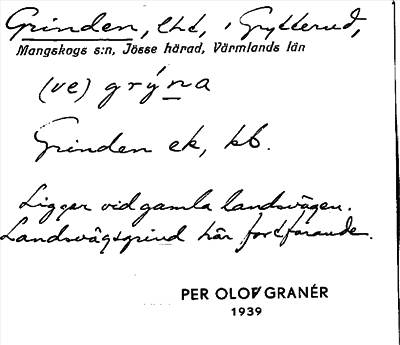 Grinden, lht, i Grytterud,
Mangskogs s:n, Jösse härad, Värmlands län
(ve) grýna
Grinden ek, kb.
Ligger vid gamla landsvägen.
Landsvägsgrind här fortfarande.
PER OLOF GRANÉR
1939